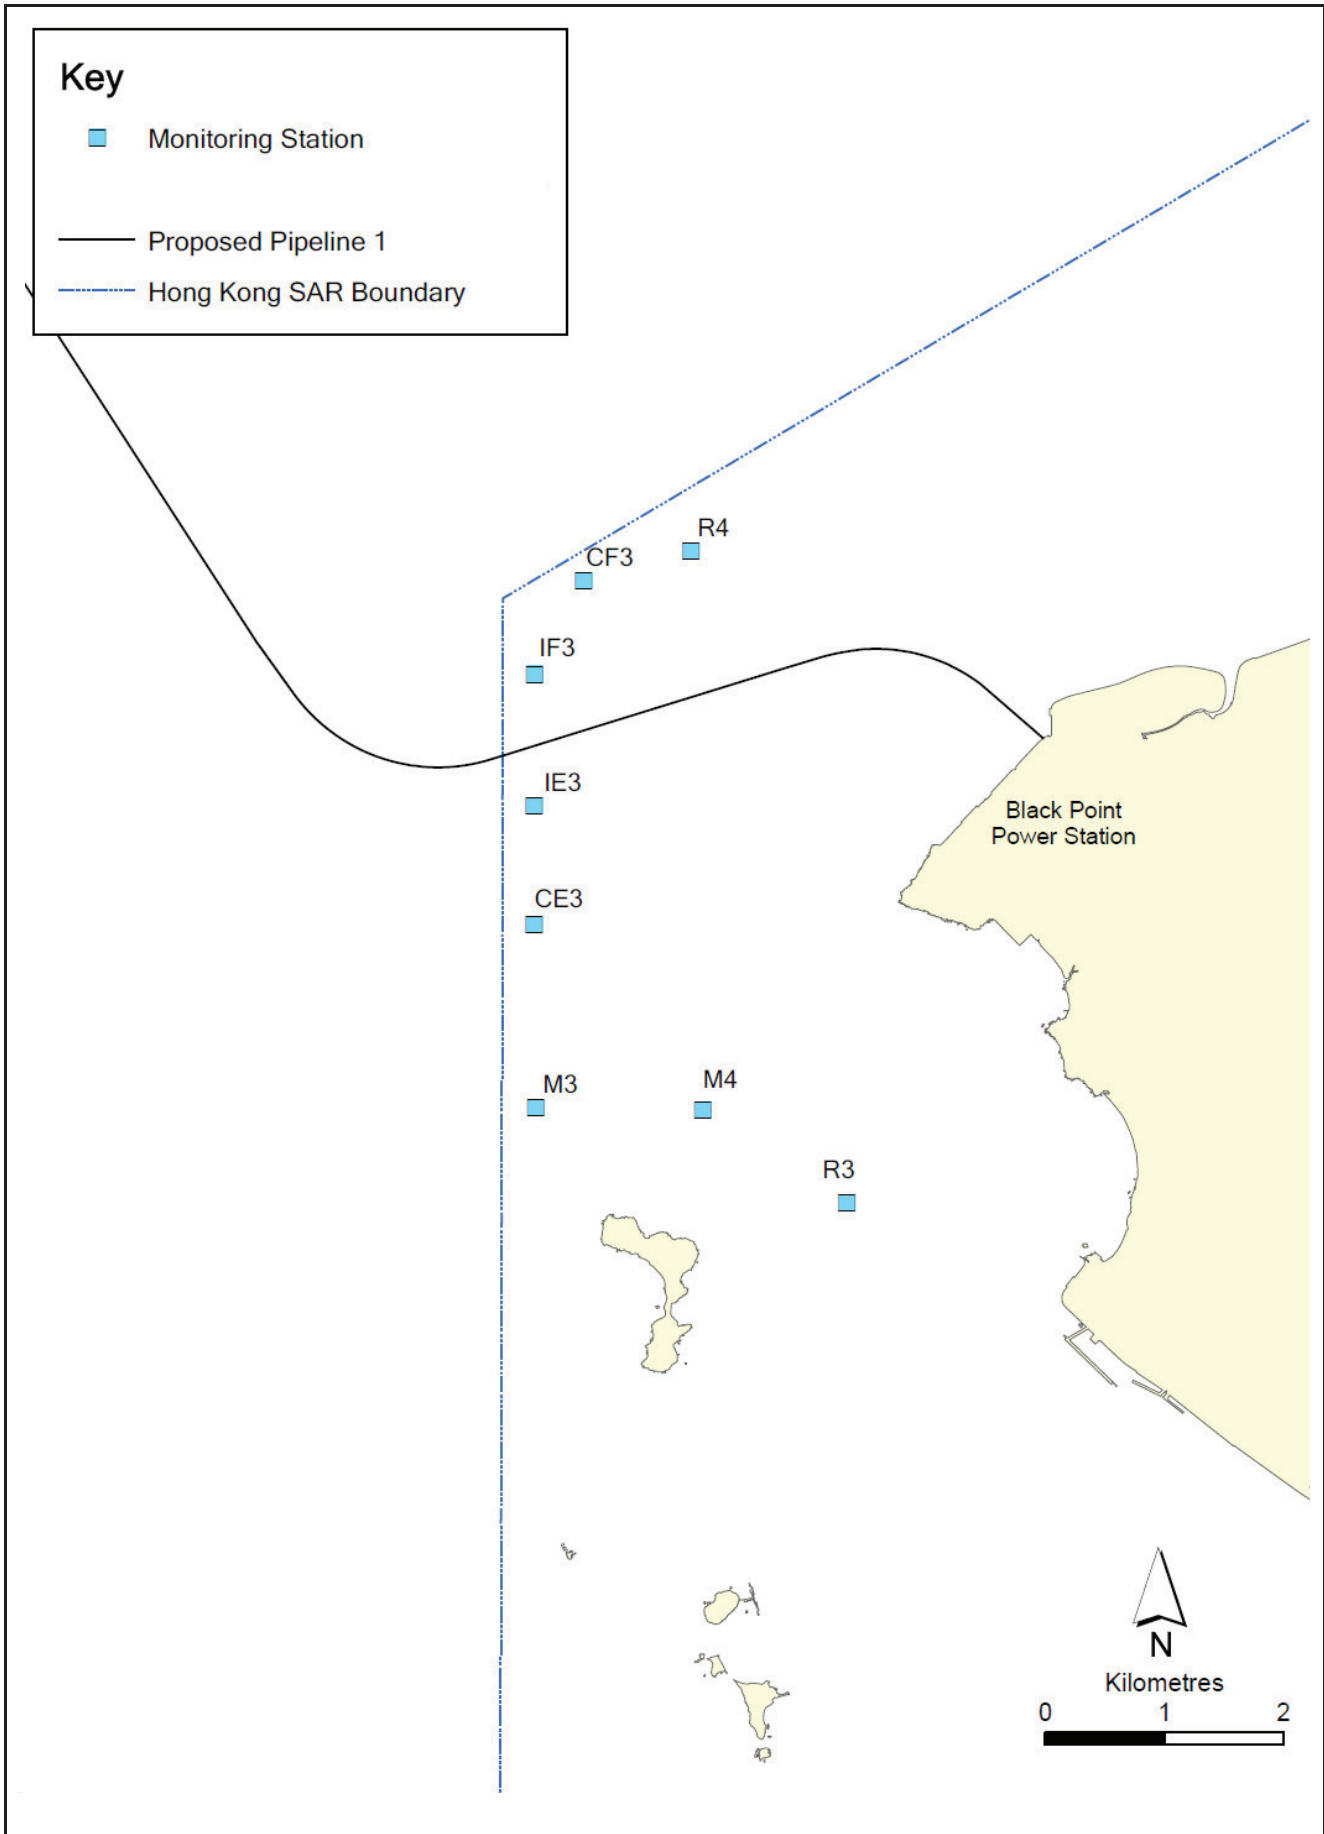 Key
Monitoring Station
Proposed Pipeline 1
Hong Kong SAR Boundary
R4
CF3
IF3
IE3
Black Point
Power Station
CE3
M3
M4
R3
N
Kilometres
0 1 2